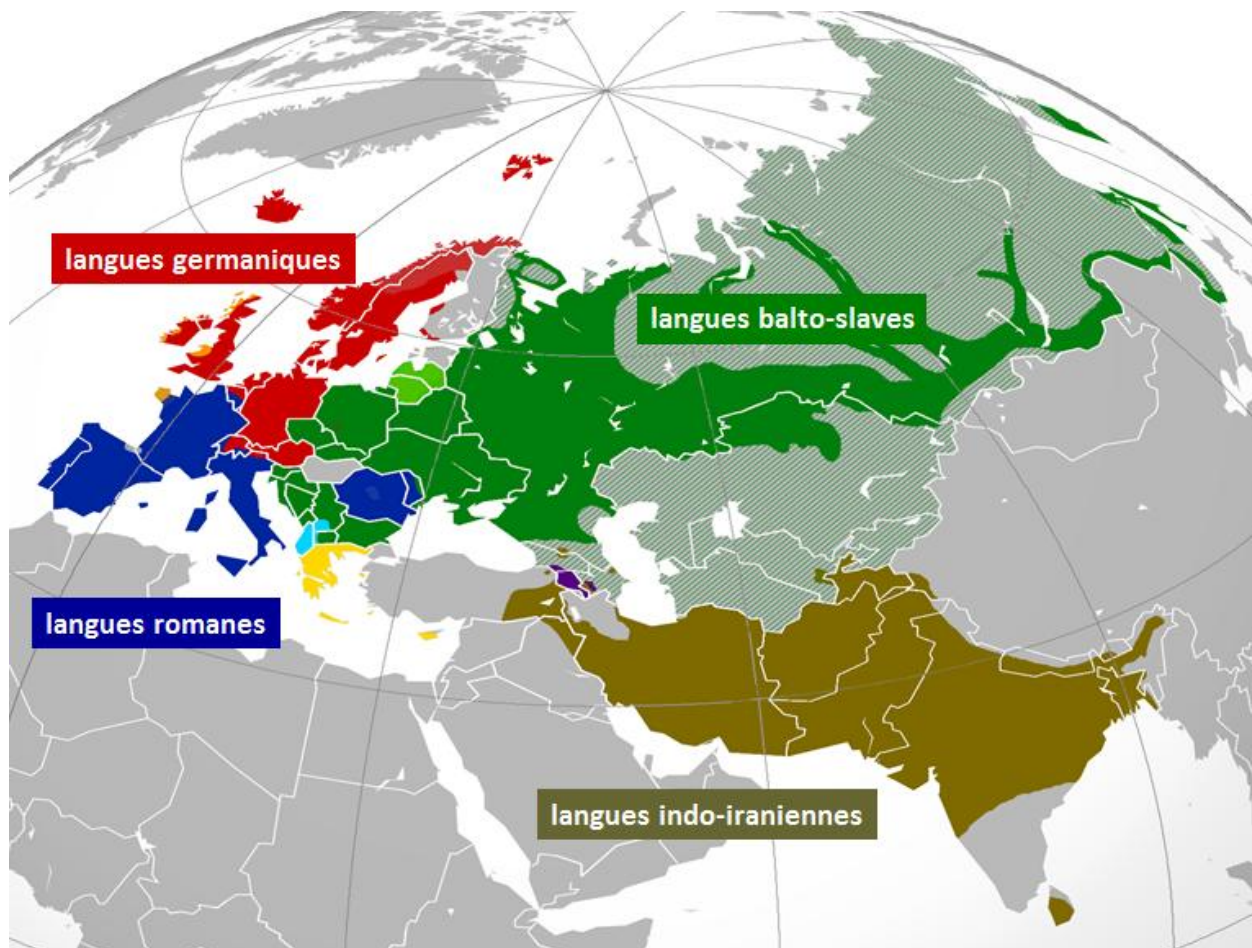 langues germaniques
langues balto-slaves
langues romanes
langues indo-iraniennes